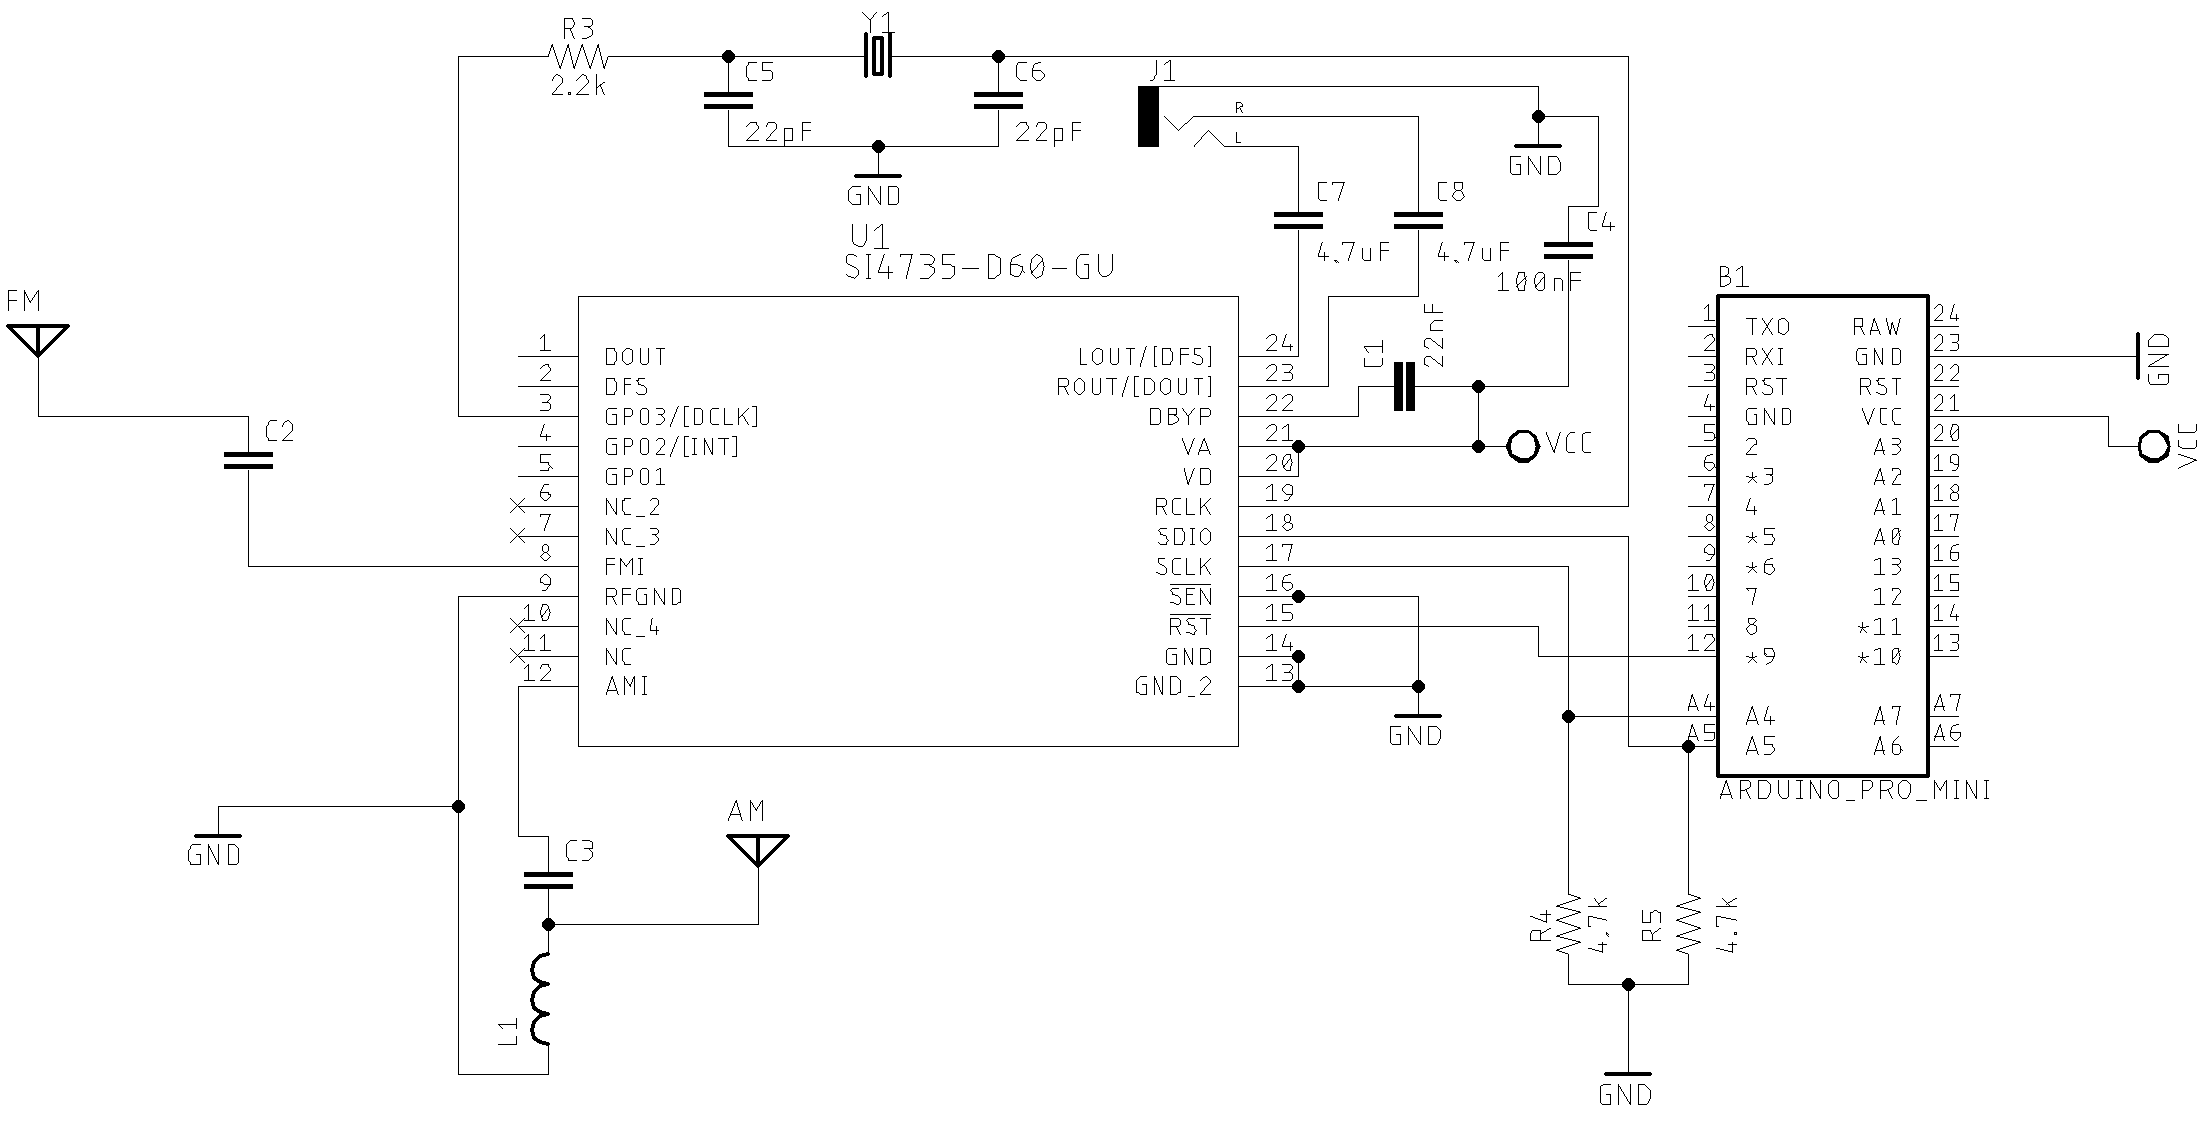 R3
2.2k
Y1
C5
22pF
C6
22pF
GND
J1
R
L
GND
C7
4.7uF
C8
4.7uF
C4
100nF
U1
SI4735-D60-GU
FM
C2
1 DOUT
2 DFS
3 GPO3/[DCLK]
4 GPO2/[INT]
5 GPO1
6 NC_2
7 NC_3
8 FMI
9 RFGND
10 NC_4
11 NC
12 AMI
LOUT/[DFS] 24
ROUT/[DOUT] 23
DBYP 22
VA 21
VD 20
RCLK 19
SDIO 18
SCLK 17
SEN 16
RST 15
GND 14
GND_2 13
C1
22nF
VCC
GND
B1
1 TXO
2 RXI
3 RST
4 GND
5 2
6 *3
7 4
8 *5
9 *6
10 7
11 8
12 *9
A4 A4
A5 A5
RAW 24
GND 23
RST 22
VCC 21
A3 20
A2 19
A1 18
A0 17
13 16
12 15
*11 14
*10 13
A7 A7
A6 A6
ARDUINO_PRO_MINI
GND
VCC
GND
C3
AM
L1
R4
4.7k
R5
4.7k
GND